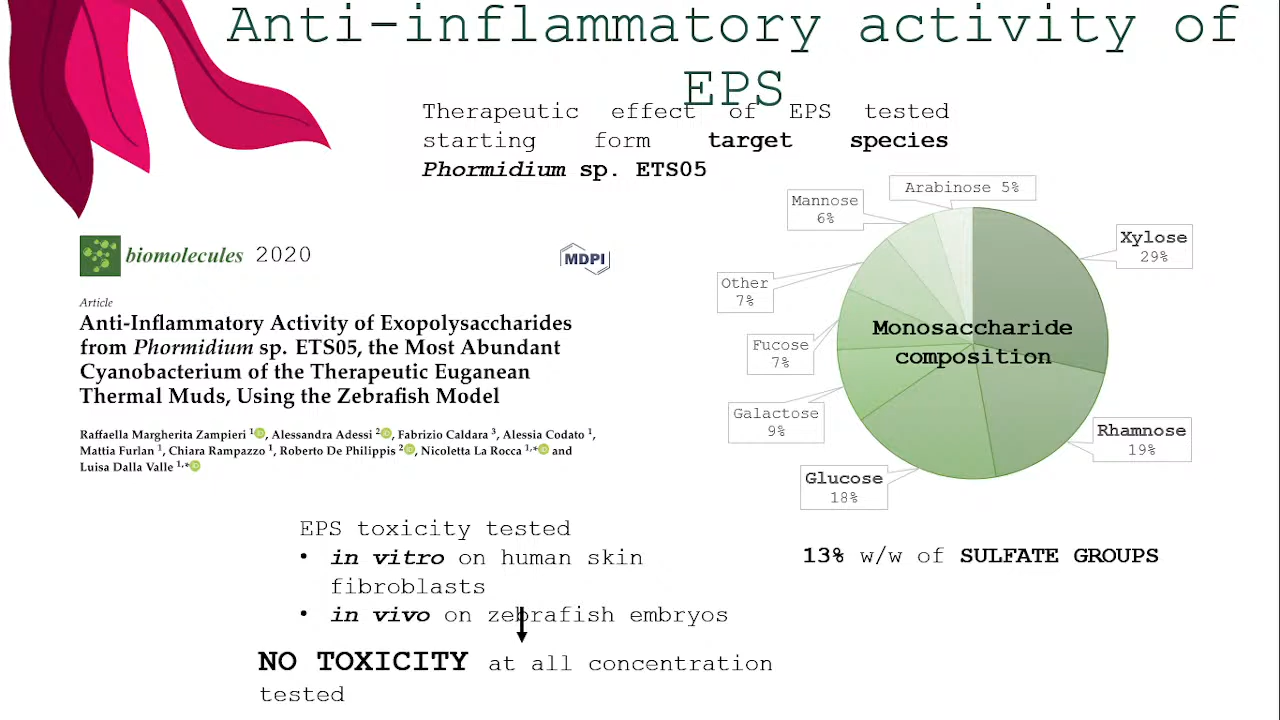 Anti-inflammatory activity of
EPS
Therapeutic effect of EPS tested
starting form target species
Phormidium sp. ETS05
biomolecules 2020
MDPI
Article
Anti-Inflammatory Activity of Exopolysaccharides
from Phormidium sp. ETS05, the Most Abundant
Cyanobacterium of the Therapeutic Euganean
Thermal Muds, Using the Zebrafish Model
Raffaella Margherita Zampieri 1, Alessandra Adessi 2, Fabrizio Caldara 3, Alessia Codato 1,
Mattia Furlan 1, Chiara Rampazzo 1, Roberto De Philippis 2, Nicoletta La Rocca 1,* and
Luisa Dalla Valle 1,*
EPS toxicity tested
• in vitro on human skin
fibroblasts
• in vivo on zebrafish embryos
NO TOXICITY at all concentration
tested
Arabinose 5%
Mannose
6%
Xylose
29%
Other
7%
Monosaccharide
composition
Fucose
7%
Galactose
9%
Rhamnose
19%
Glucose
18%
13% w/w of SULFATE GROUPS